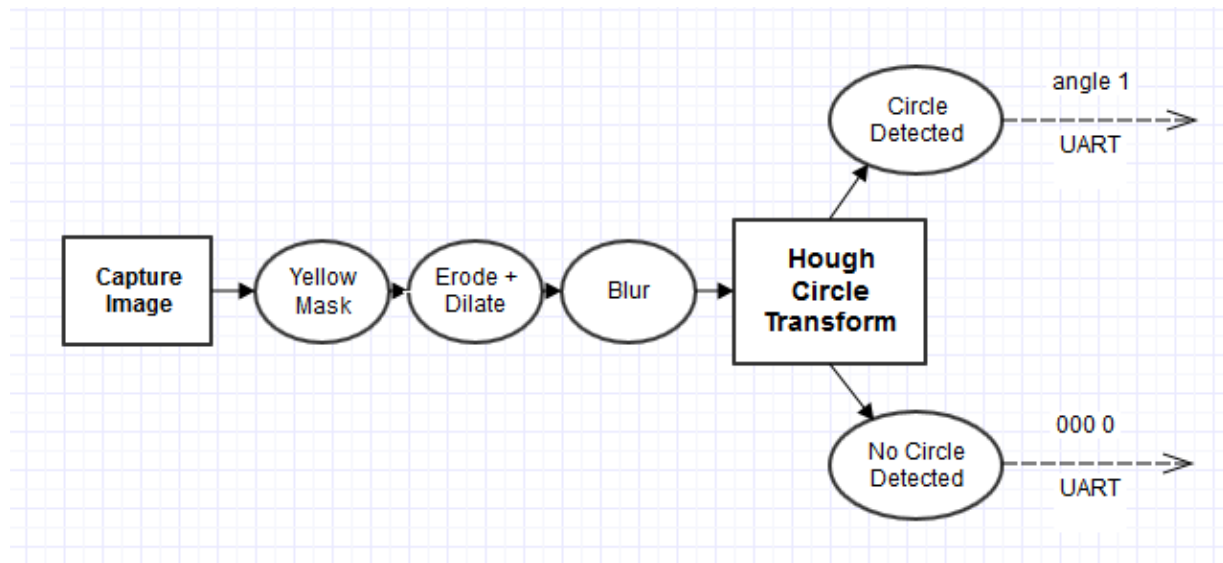 Capture
Image
Yellow
Mask
Erode +
Dilate
Blur
Hough
Circle
Transform
Circle
Detected
angle 1
UART
No Circle
Detected
000 0
UART